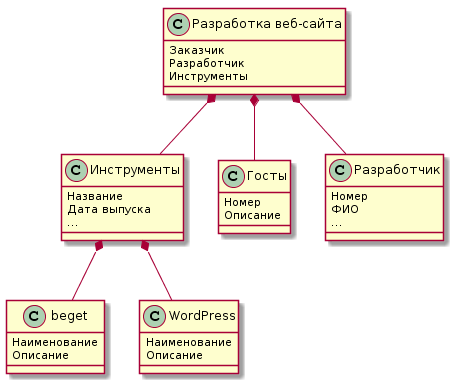 C Разработка веб-сайта
Заказчик
Разработчик
Инструменты
C Инструменты
Название
Дата выпуска
...
C Госты
Номер
Описание
C Разработчик
Номер
ФИО
...
C beget
Наименование
Описание
C WordPress
Наименование
Описание